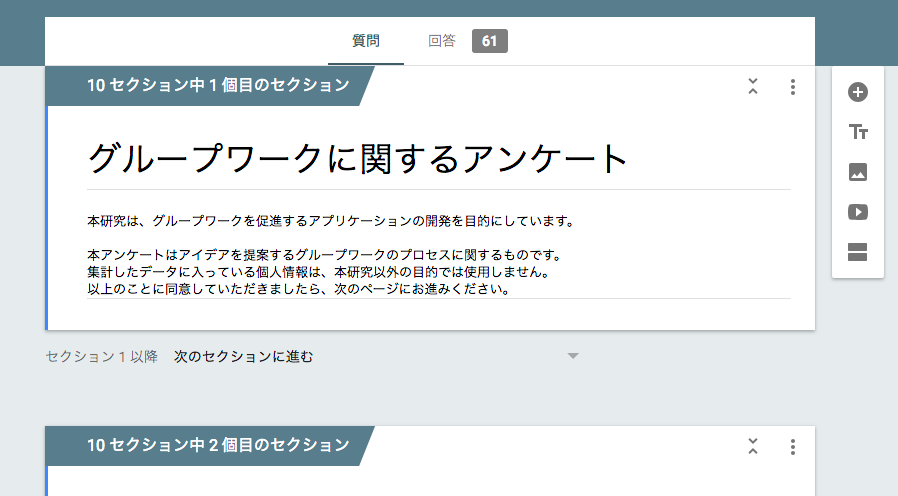 質問 回答 61
10 セクション中 1 個目のセクション
グループワークに関するアンケート
本研究は、グループワークを促進するアプリケーションの開発を目的にしています。
本アンケートはアイデアを提案するグループワークのプロセスに関するものです。
集計したデータに入っている個人情報は、本研究以外の目的では使用しません。
以上のことに同意していただきましたら、次のページにお進みください。
セクション 1 以降 次のセクションに進む
10 セクション中 2 個目のセクション